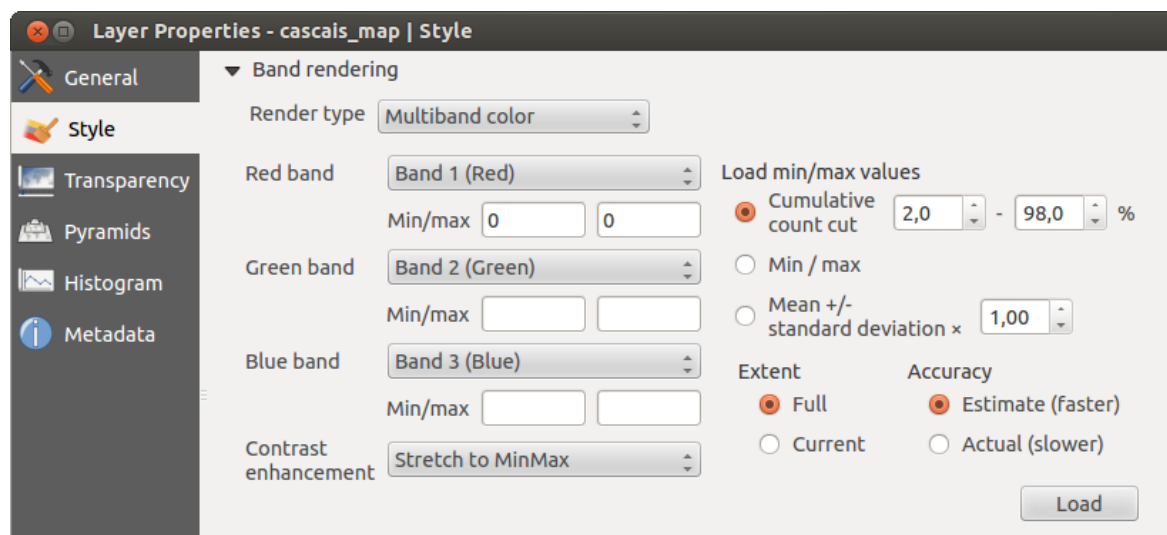 Layer Properties - cascais_map | Style
General
Style
Transparency
Pyramids
Histogram
Metadata
Band rendering
Render type Multiband color
Red band Band 1 (Red)
Min/max 0 0
Green band Band 2 (Green)
Min/max
Blue band Band 3 (Blue)
Min/max
Contrast
enhancement Stretch to MinMax
Load min/max values
Cumulative
count cut 2,0 - 98,0 %
Min / max
Mean +/-
standard deviation × 1,00
Extent Accuracy
Full Estimate (faster)
Current Actual (slower)
Load